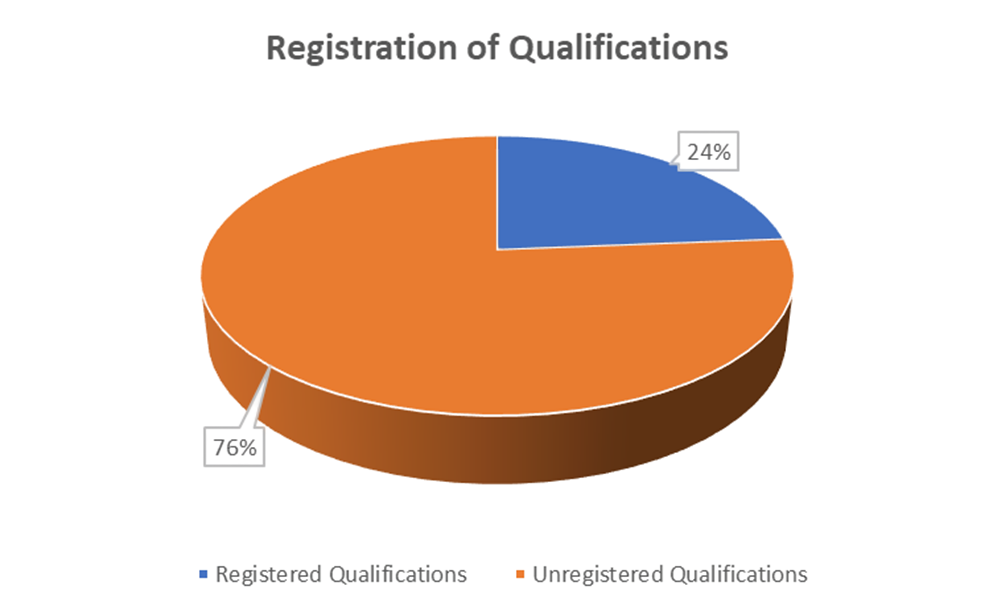 Registration of Qualifications
24%
76%
Registered Qualifications
Unregistered Qualifications